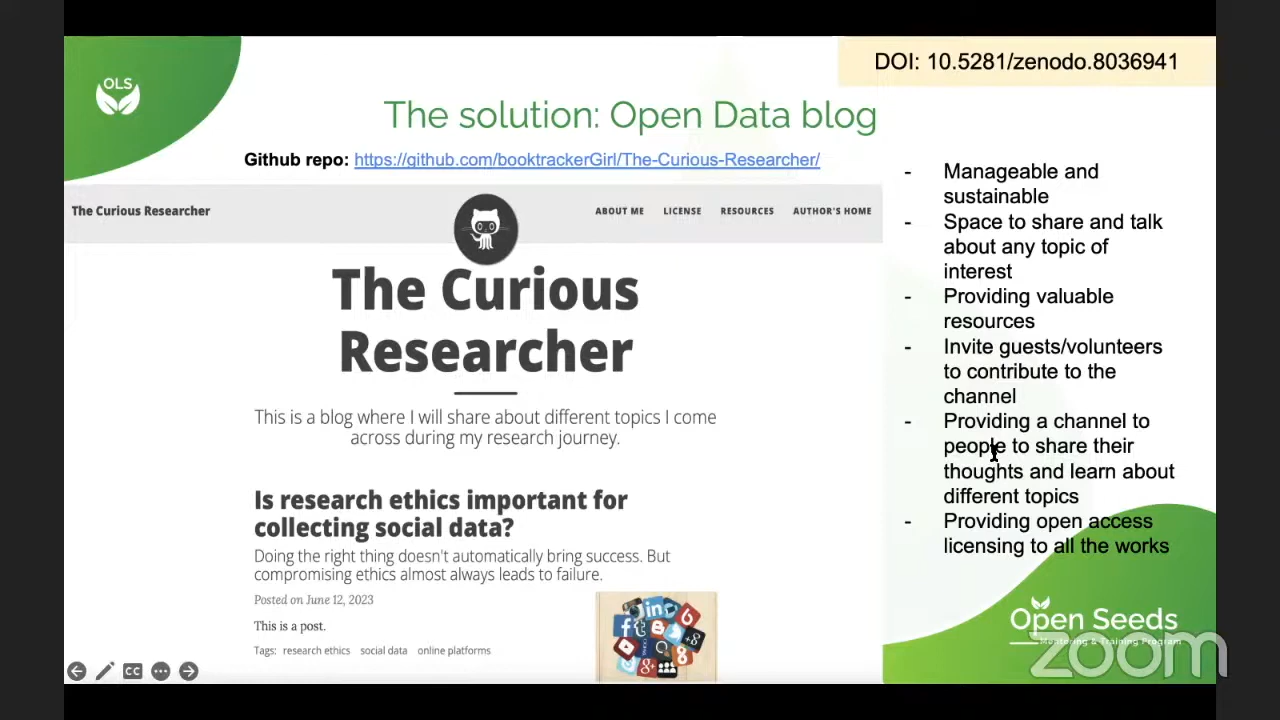 OLS
DOI: 10.5281/zenodo.8036941
The solution: Open Data blog
Github repo: https://github.com/booktrackerGirl/The-Curious-Researcher/
The Curious Researcher
ABOUT ME LICENSE RESOURCES AUTHOR'S HOME
The Curious
Researcher
This is a blog where I will share about different topics I come
across during my research journey.
Is research ethics important for
collecting social data?
Doing the right thing doesn't automatically bring success. But
compromising ethics almost always leads to failure.
Posted on June 12, 2023
This is a post.
Tags: research ethics social data online platforms
- Manageable and
sustainable
- Space to share and talk
about any topic of
interest
- Providing valuable
resources
- Invite guests/volunteers
to contribute to the
channel
- Providing a channel to
people to share their
thoughts and learn about
different topics
- Providing open access
licensing to all the works
Open Seeds
Mentoring & Training Program
zoom
CC